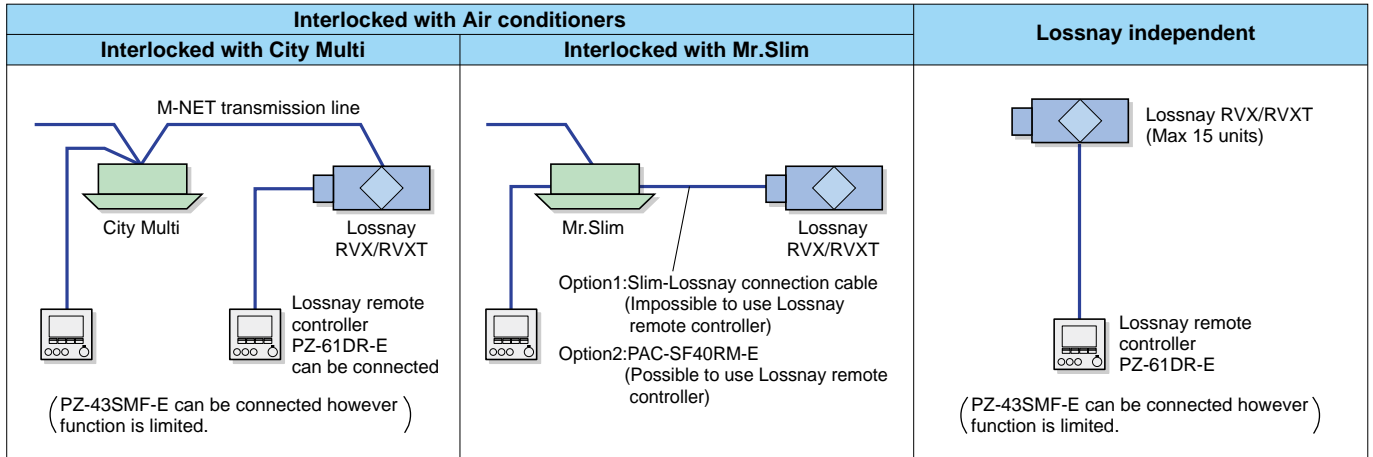 Interlocked with Air conditioners
Lossnay independent
Interlocked with City Multi
Interlocked with Mr.Slim
M-NET transmission line
City Multi
Lossnay
RVX/RVXT
Lossnay remote
controller
PZ-61DR-E
can be connected
(PZ-43SMF-E can be connected however
function is limited.)
Mr.Slim
Lossnay
RVX/RVXT
Option1:Slim-Lossnay connection cable
(Impossible to use Lossnay
remote controller)
Option2:PAC-SF40RM-E
(Possible to use Lossnay remote
controller)
Lossnay RVX/RVXT
(Max 15 units)
Lossnay remote
controller
PZ-61DR-E
(PZ-43SMF-E can be connected however
function is limited.)